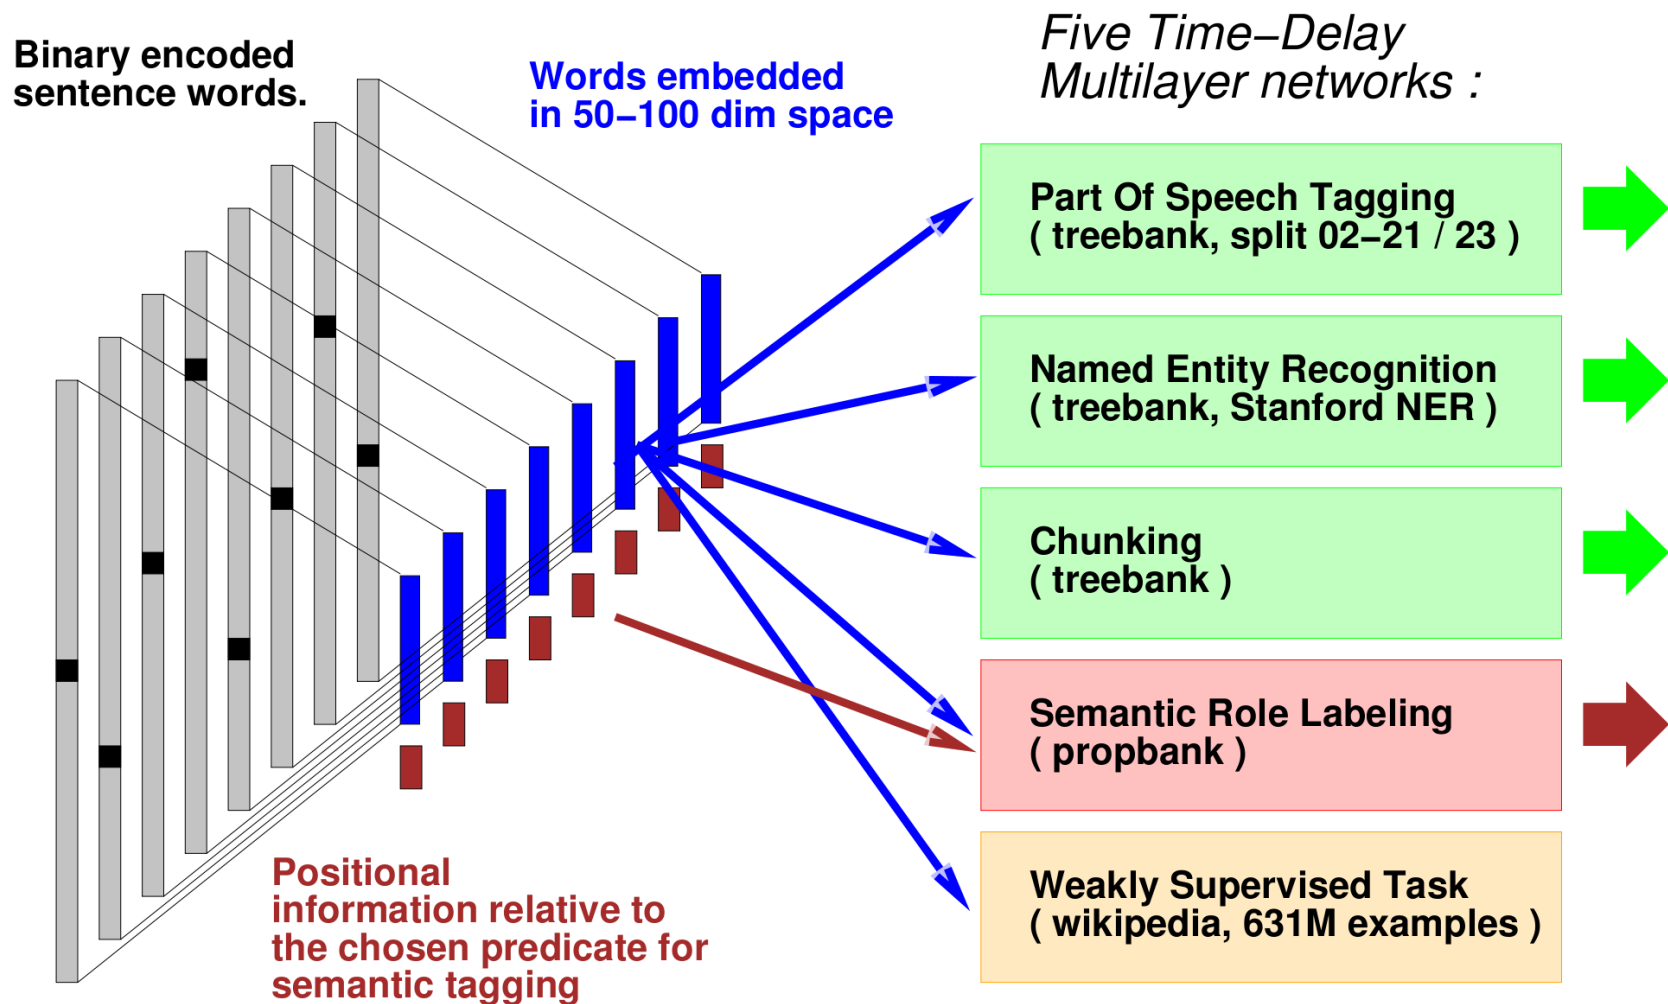 Binary encoded
sentence words.
Words embedded
in 50−100 dim space
Five Time−Delay
Multilayer networks :
Part Of Speech Tagging
( treebank, split 02−21 / 23 )
Named Entity Recognition
( treebank, Stanford NER )
Chunking
( treebank )
Semantic Role Labeling
( propbank )
Weakly Supervised Task
( wikipedia, 631M examples )
Positional
information relative to
the chosen predicate for
semantic tagging